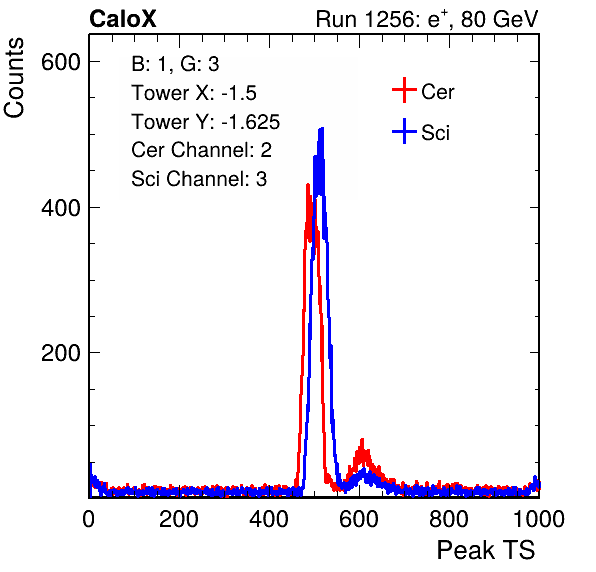 CaloX Run 1256: e+, 80 GeV
B: 1, G: 3
Tower X: -1.5
Tower Y: -1.625
Cer Channel: 2
Sci Channel: 3
Cer
Sci
Counts
600
400
200
0 200 400 600 800 1000
Peak TS